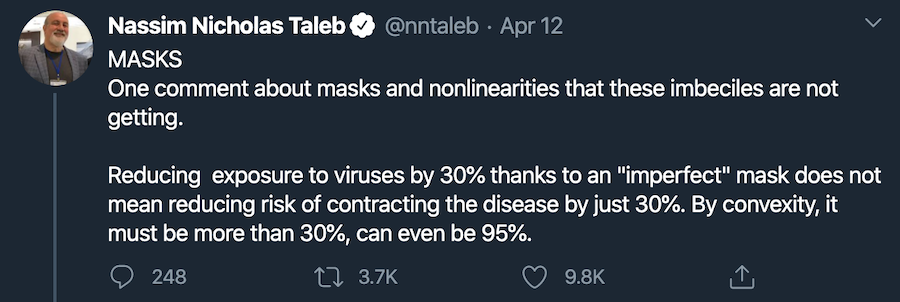 Nassim Nicholas Taleb @nntaleb · Apr 12
MASKS
One comment about masks and nonlinearities that these imbeciles are not
getting.
Reducing  exposure to viruses by 30% thanks to an "imperfect" mask does not
mean reducing risk of contracting the disease by just 30%. By convexity, it
must be more than 30%, can even be 95%.
248 3.7K 9.8K